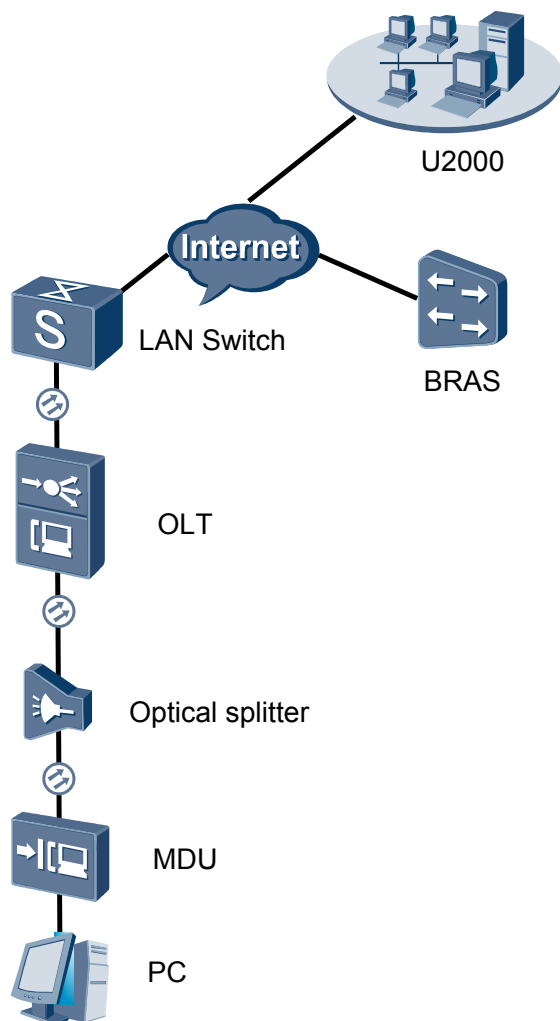 U2000
Internet
S
LAN Switch
BRAS
OLT
Optical splitter
MDU
PC